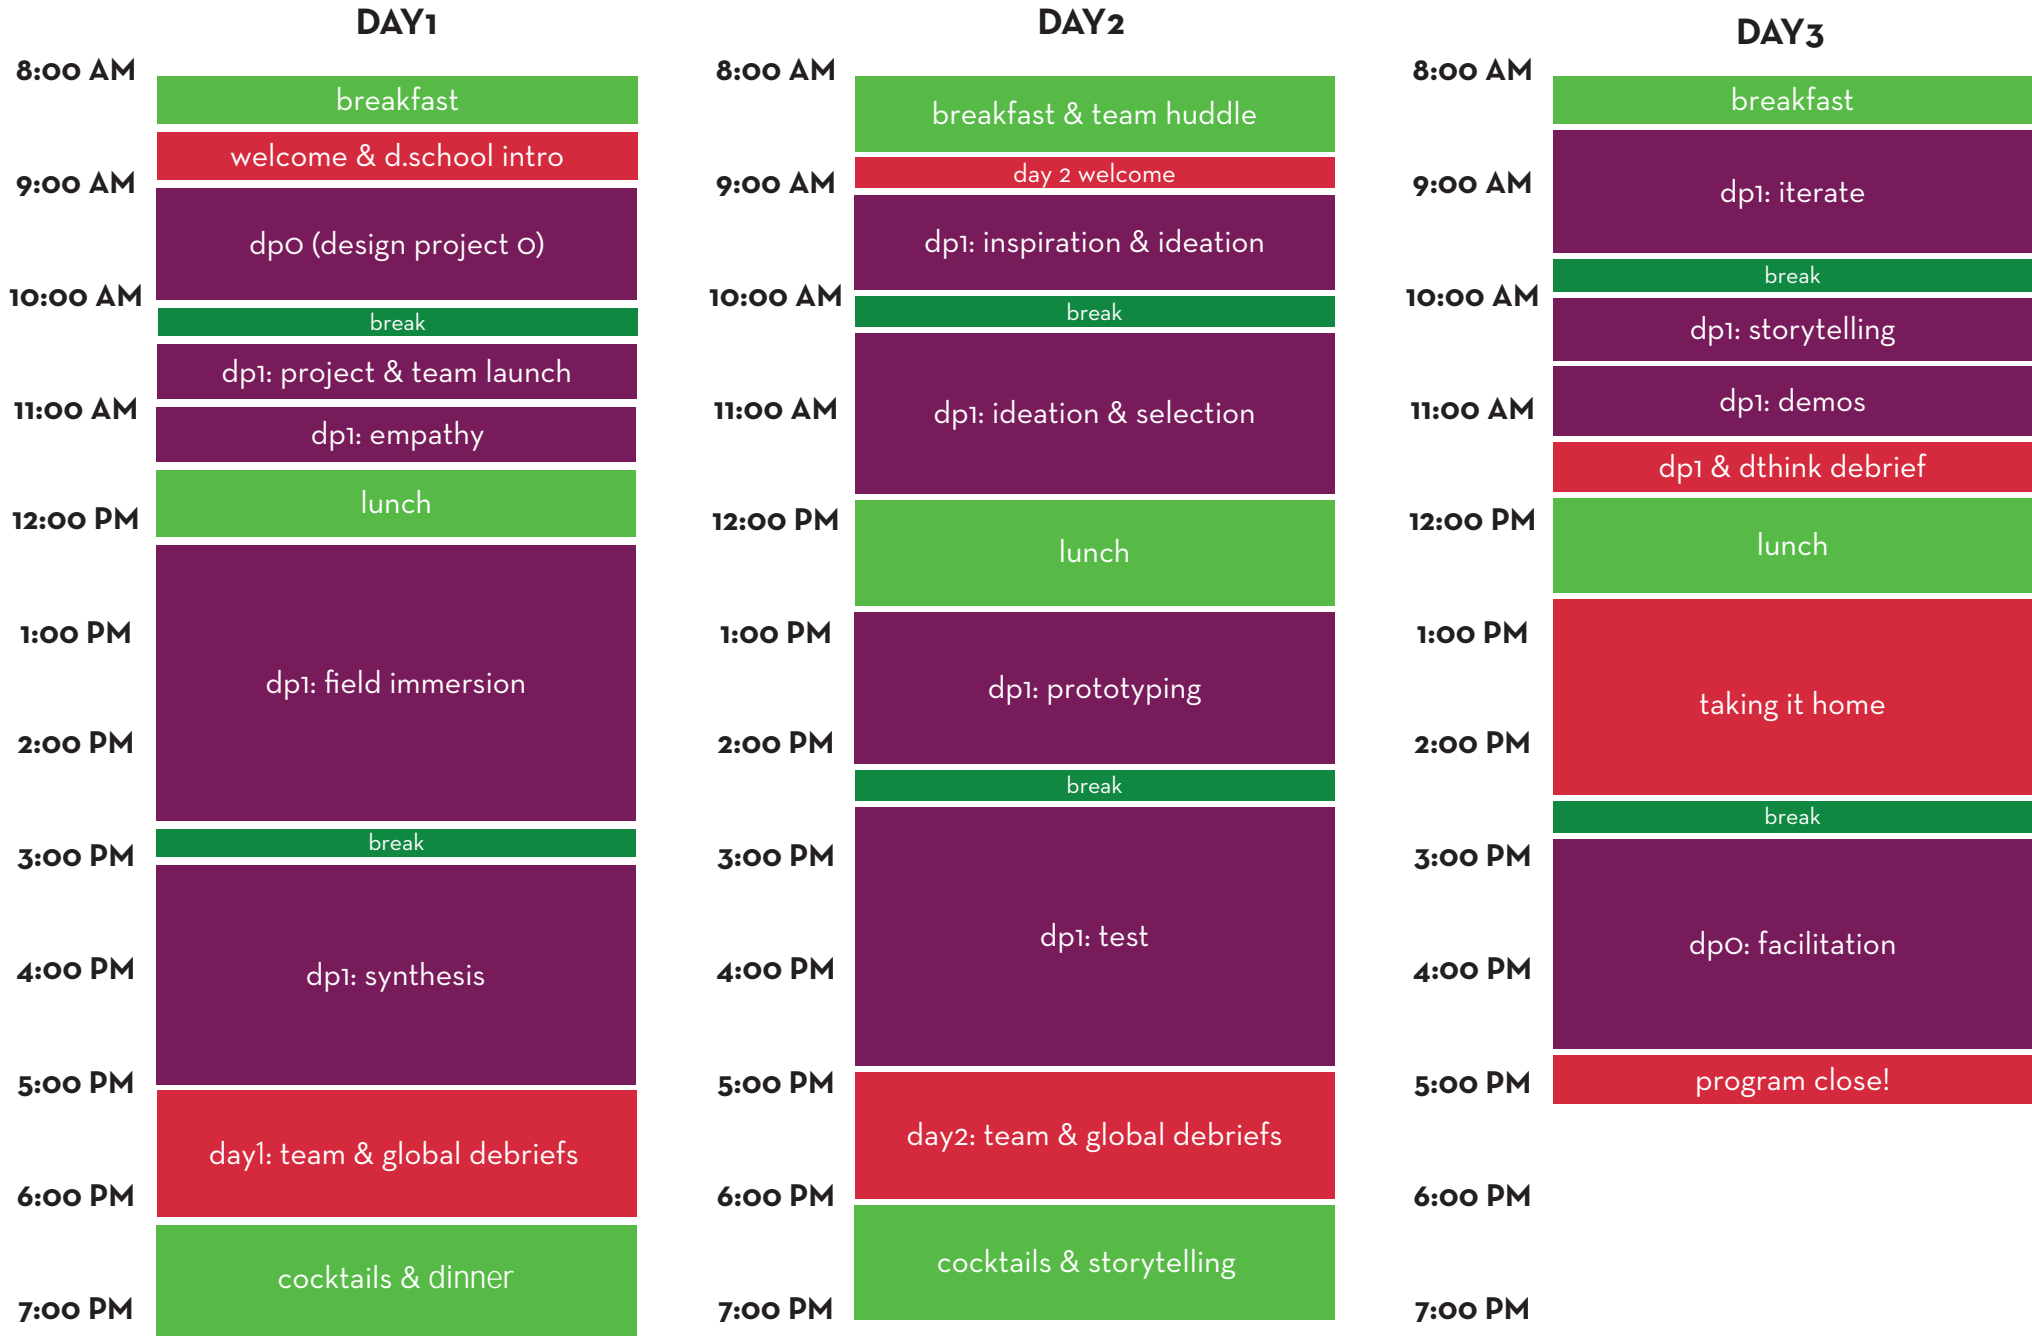 DAY1
8:00 AM
breakfast
welcome & d.school intro
9:00 AM
dp0 (design project 0)
10:00 AM
break
dp1: project & team launch
11:00 AM
dp1: empathy
lunch
12:00 PM
1:00 PM
dp1: field immersion
2:00 PM
break
3:00 PM
4:00 PM
dp1: synthesis
5:00 PM
day1: team & global debriefs
6:00 PM
cocktails & dinner
7:00 PM
DAY2
8:00 AM
breakfast & team huddle
day 2 welcome
9:00 AM
dp1: inspiration & ideation
10:00 AM
break
11:00 AM
dp1: ideation & selection
12:00 PM
lunch
1:00 PM
dp1: prototyping
2:00 PM
break
3:00 PM
dp1: test
4:00 PM
5:00 PM
day2: team & global debriefs
6:00 PM
cocktails & storytelling
7:00 PM
DAY3
8:00 AM
breakfast
9:00 AM
dp1: iterate
break
10:00 AM
dp1: storytelling
dp1: demos
11:00 AM
dp1 & dthink debrief
12:00 PM
lunch
1:00 PM
taking it home
2:00 PM
break
3:00 PM
dp0: facilitation
4:00 PM
5:00 PM
program close!
6:00 PM
7:00 PM